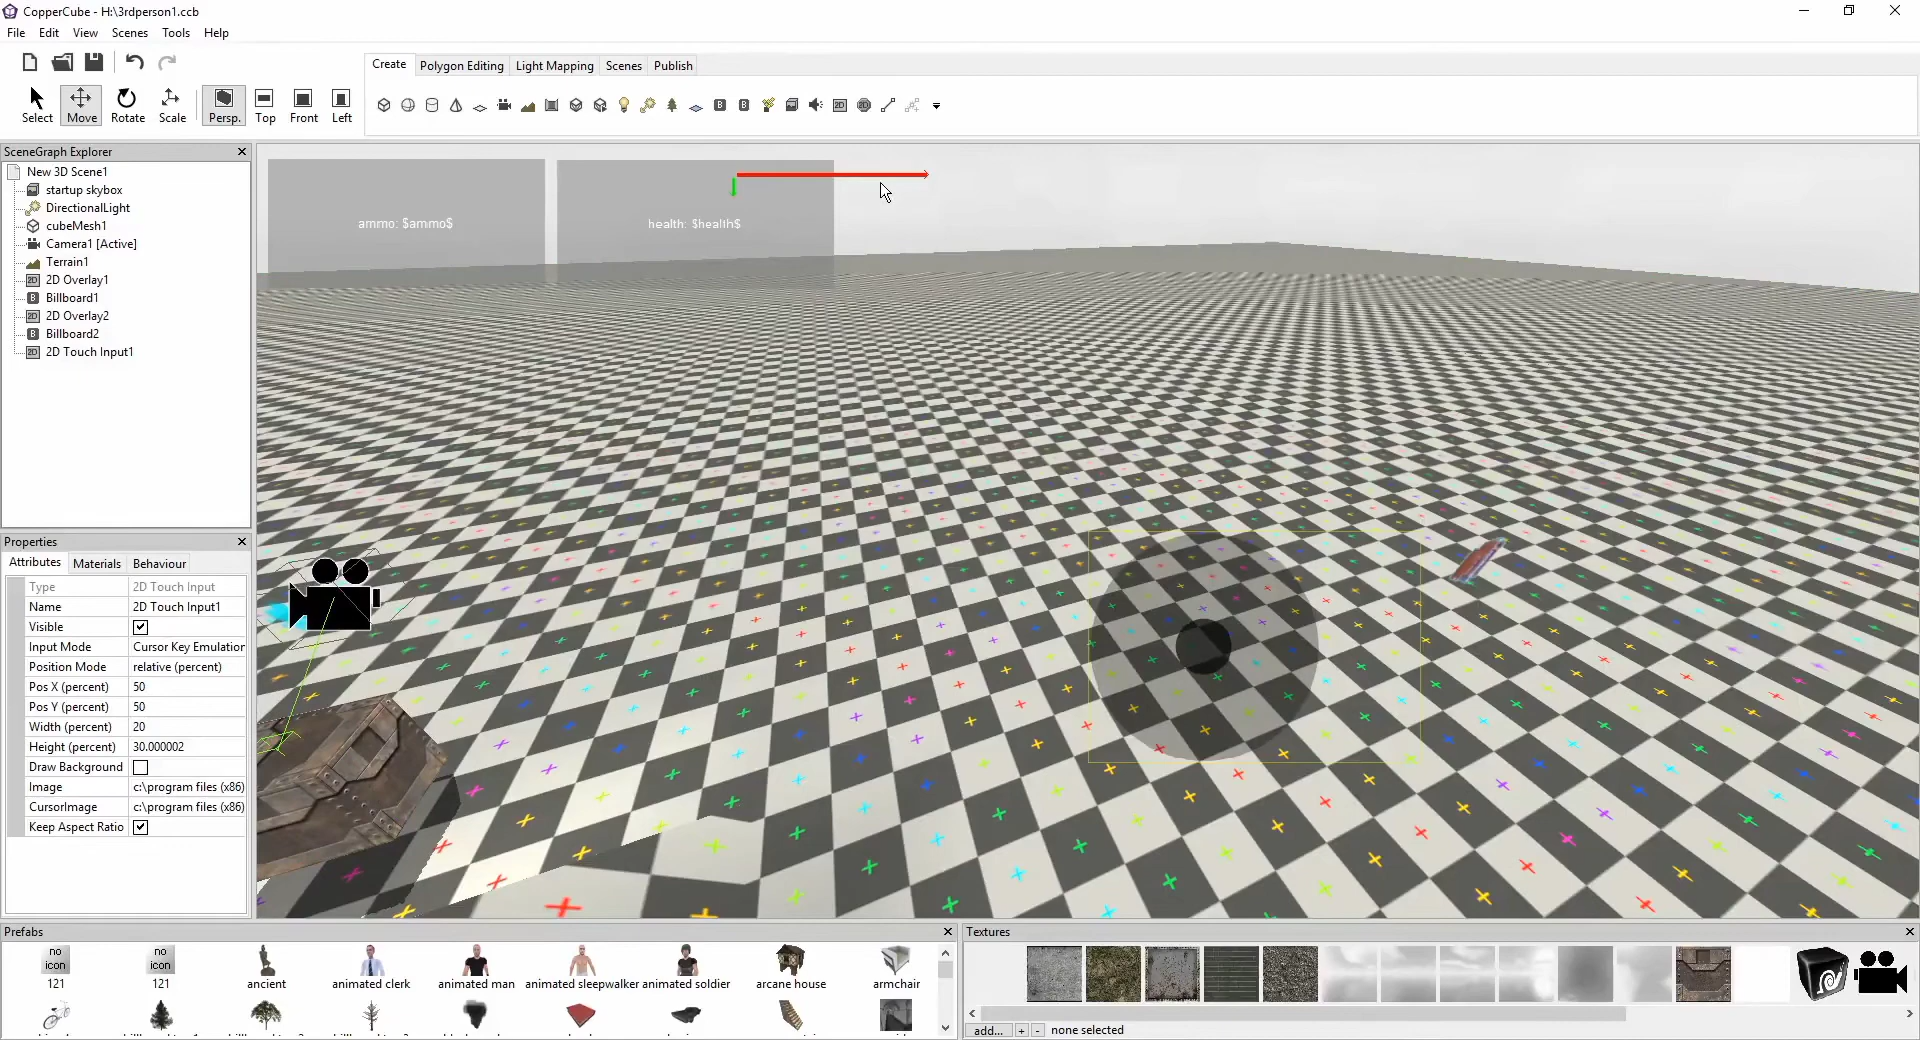 CopperCube - H:\3rdperson1.ccb
File Edit View Scenes Tools Help
Create Polygon Editing Light Mapping Scenes Publish
Select Move Rotate Scale Persp. Top Front Left
SceneGraph Explorer
New 3D Scene1
startup skybox
DirectionalLight
cubeMesh1
Camera1 [Active]
Terrain1
2D Overlay1
Billboard1
2D Overlay2
Billboard2
2D Touch Input1
ammo: $ammo$
health: $health$
Properties
Attributes Materials Behaviour
Type 2D Touch Input
Name 2D Touch Input1
Visible
Input Mode Cursor Key Emulation
Position Mode relative (percent)
Pos X (percent) 50
Pos Y (percent) 50
Width (percent) 20
Height (percent) 30.000002
Draw Background
Image c:\program files (x86)
CursorImage c:\program files (x86)
Keep Aspect Ratio
Prefabs
no icon no icon
121 121 ancient animated clerk animated man animated sleepwalker animated soldier arcane house armchair
Textures
add... + - none selected